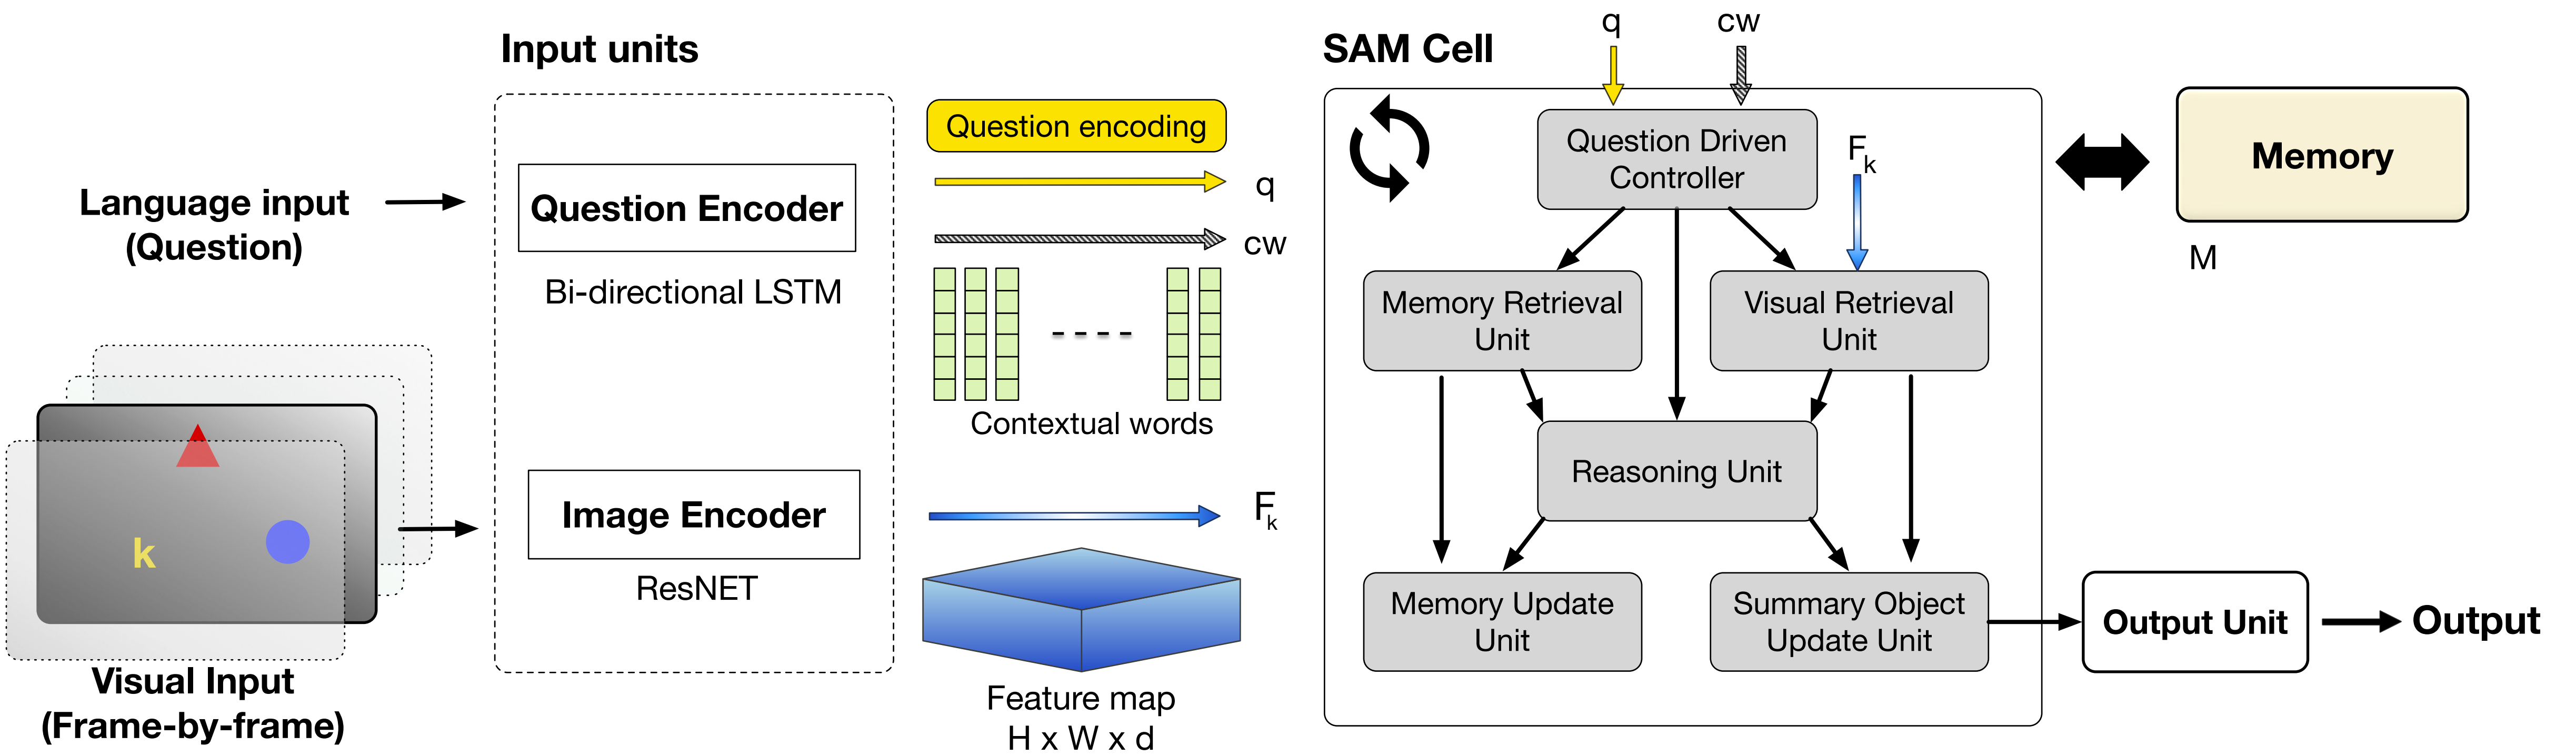 Input units
Language input
(Question)
Question Encoder
Bi-directional LSTM
k
Visual Input
(Frame-by-frame)
Image Encoder
ResNET
Question encoding
q
cw
Contextual words
Fk
Feature map
H x W x d
SAM Cell
q
cw
Question Driven
Controller
Fk
Memory Retrieval
Unit
Visual Retrieval
Unit
Reasoning Unit
Memory Update
Unit
Summary Object
Update Unit
Memory
M
Output Unit
Output